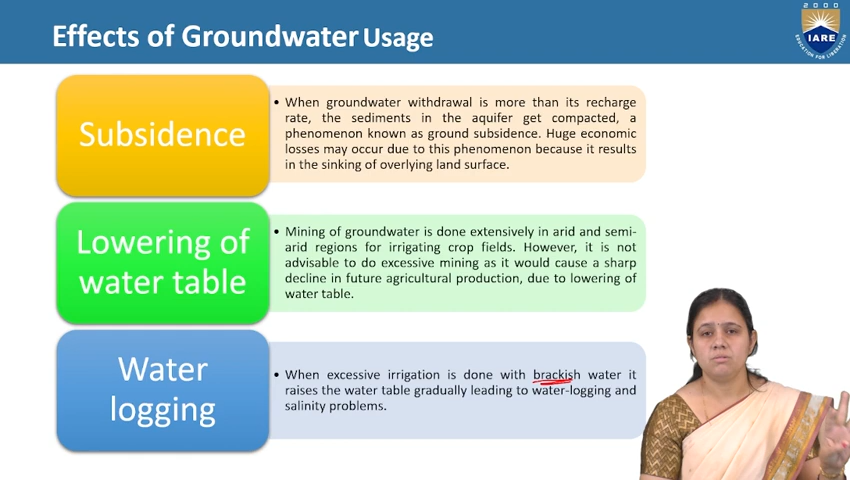 Effects of Groundwater Usage
2000
IARE
EDUCATION FOR LIBERATION
Subsidence
• When groundwater withdrawal is more than its recharge
rate, the sediments in the aquifer get compacted, a
phenomenon known as ground subsidence. Huge economic
losses may occur due to this phenomenon because it results
in the sinking of overlying land surface.
Lowering of
water table
• Mining of groundwater is done extensively in arid and semi-
arid regions for irrigating crop fields. However, it is not
advisable to do excessive mining as it would cause a sharp
decline in future agricultural production, due to lowering of
water table.
Water
logging
• When excessive irrigation is done with brackish water it
raises the water table gradually leading to water-logging and
salinity problems.